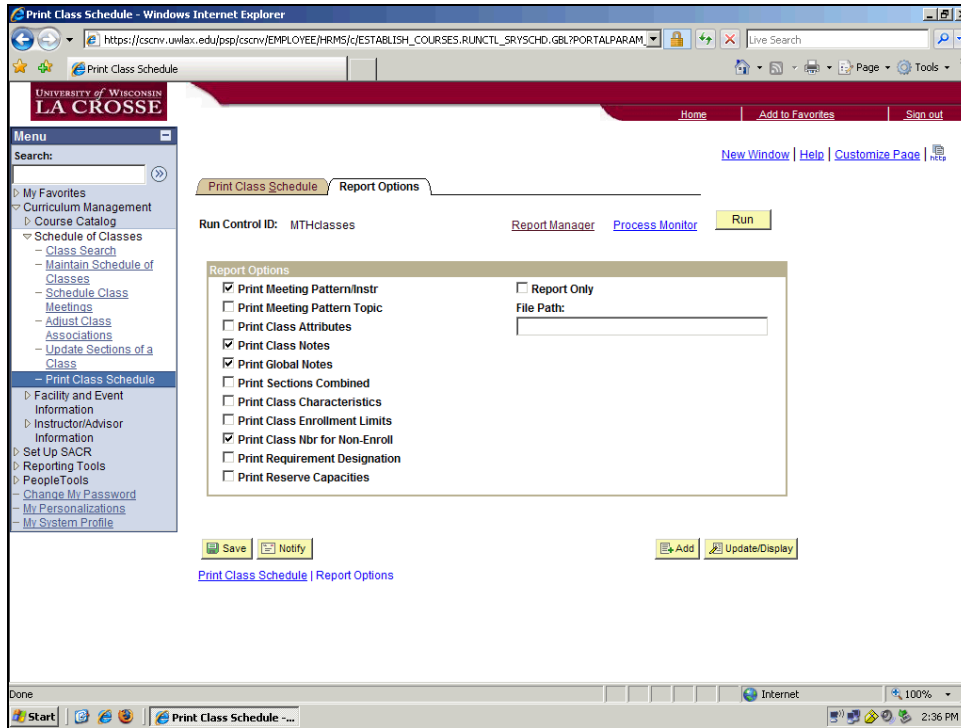 Print Class Schedule - Windows Internet Explorer
https://cscnv.uwlax.edu/psp/cscnv/EMPLOYEE/HRMS/c/ESTABLISH_COURSES.RUNCTL_SRYSCHD.GBL?PORTALPARAM_
Live Search
Print Class Schedule
Page
Tools
UNIVERSITY of WISCONSIN
LA CROSSE
Home
Add to Favorites
Sign out
Menu
Search:
New Window | Help | Customize Page |
http
My Favorites
Curriculum Management
Course Catalog
Schedule of Classes
– Class Search
– Maintain Schedule of
Classes
– Schedule Class
Meetings
– Adjust Class
Associations
– Update Sections of a
Class
– Print Class Schedule
Facility and Event
Information
Instructor/Advisor
Information
Set Up SACR
Reporting Tools
PeopleTools
– Change My Password
– My Personalizations
– My System Profile
Print Class Schedule
Report Options
Run Control ID: MTHclasses
Report Manager
Process Monitor
Run
Report Options
Print Meeting Pattern/Instr
Report Only
Print Meeting Pattern Topic
File Path:
Print Class Attributes
Print Class Notes
Print Global Notes
Print Sections Combined
Print Class Characteristics
Print Class Enrollment Limits
Print Class Nbr for Non-Enroll
Print Requirement Designation
Print Reserve Capacities
Save
Notify
Add
Update/Display
Print Class Schedule | Report Options
Done
Internet
100%
Start
Print Class Schedule -...
2:36 PM